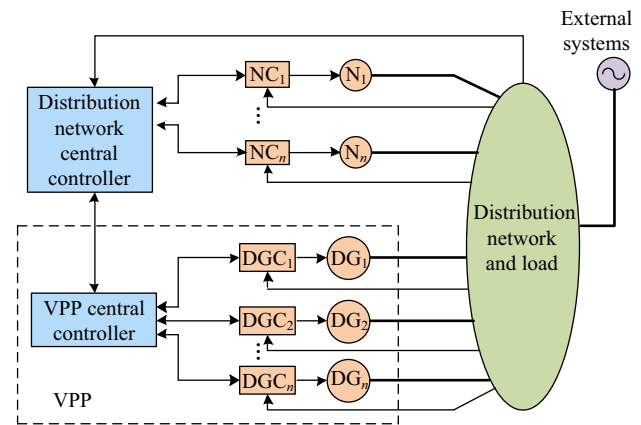 External
systems
Distribution
network
central
controller
NC₁
N₁
⋮
NCₙ
Nₙ
Distribution
network
and load
VPP central
controller
DGC₁
DG₁
DGC₂
DG₂
⋮
DGCₙ
DGₙ
VPP